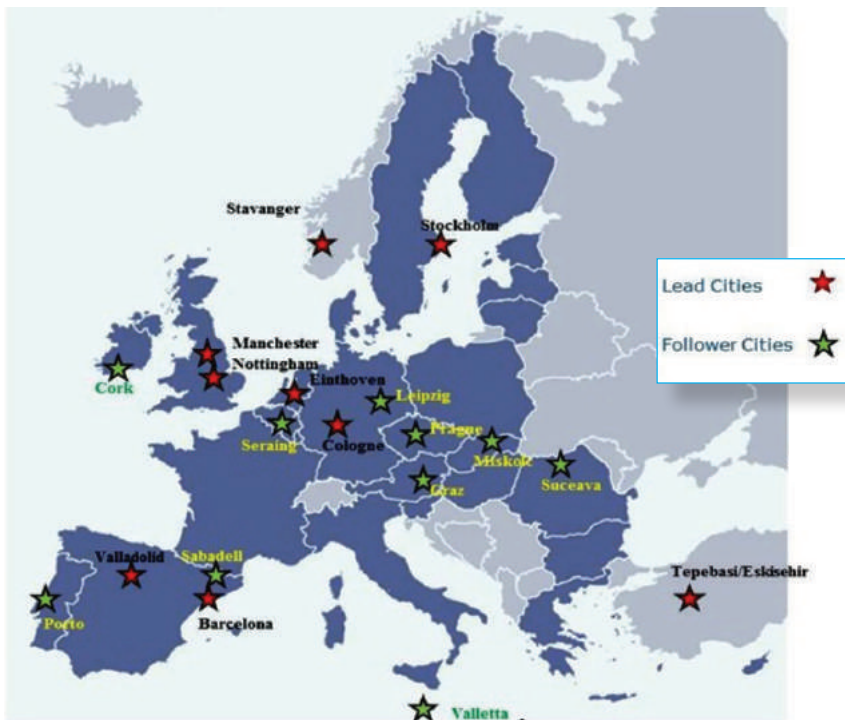 Stavanger
Stockholm
Lead Cities
Manchester
Nottingham
Follower Cities
Cork
Einthoven
Leipzig
Seraing
Cologne
Prague
Miskolc
Graz
Suceava
Valladolid
Sabadell
Tepebasi/Eskisehir
Porto
Barcelona
Valletta